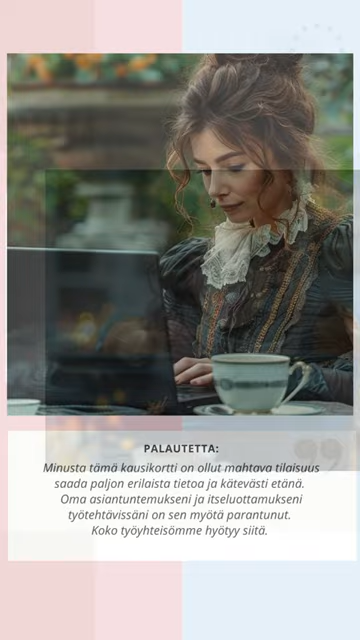 PALAUTETTA:
Minusta tämä kausikortti on ollut mahtava tilaisuus
saada paljon erilaista tietoa ja kätevästi etänä.
Oma asiantuntemukseni ja itseluottamukseni
työtehtävissäni on sen myötä parantunut.
Koko työyhteisömme hyötyy siitä.